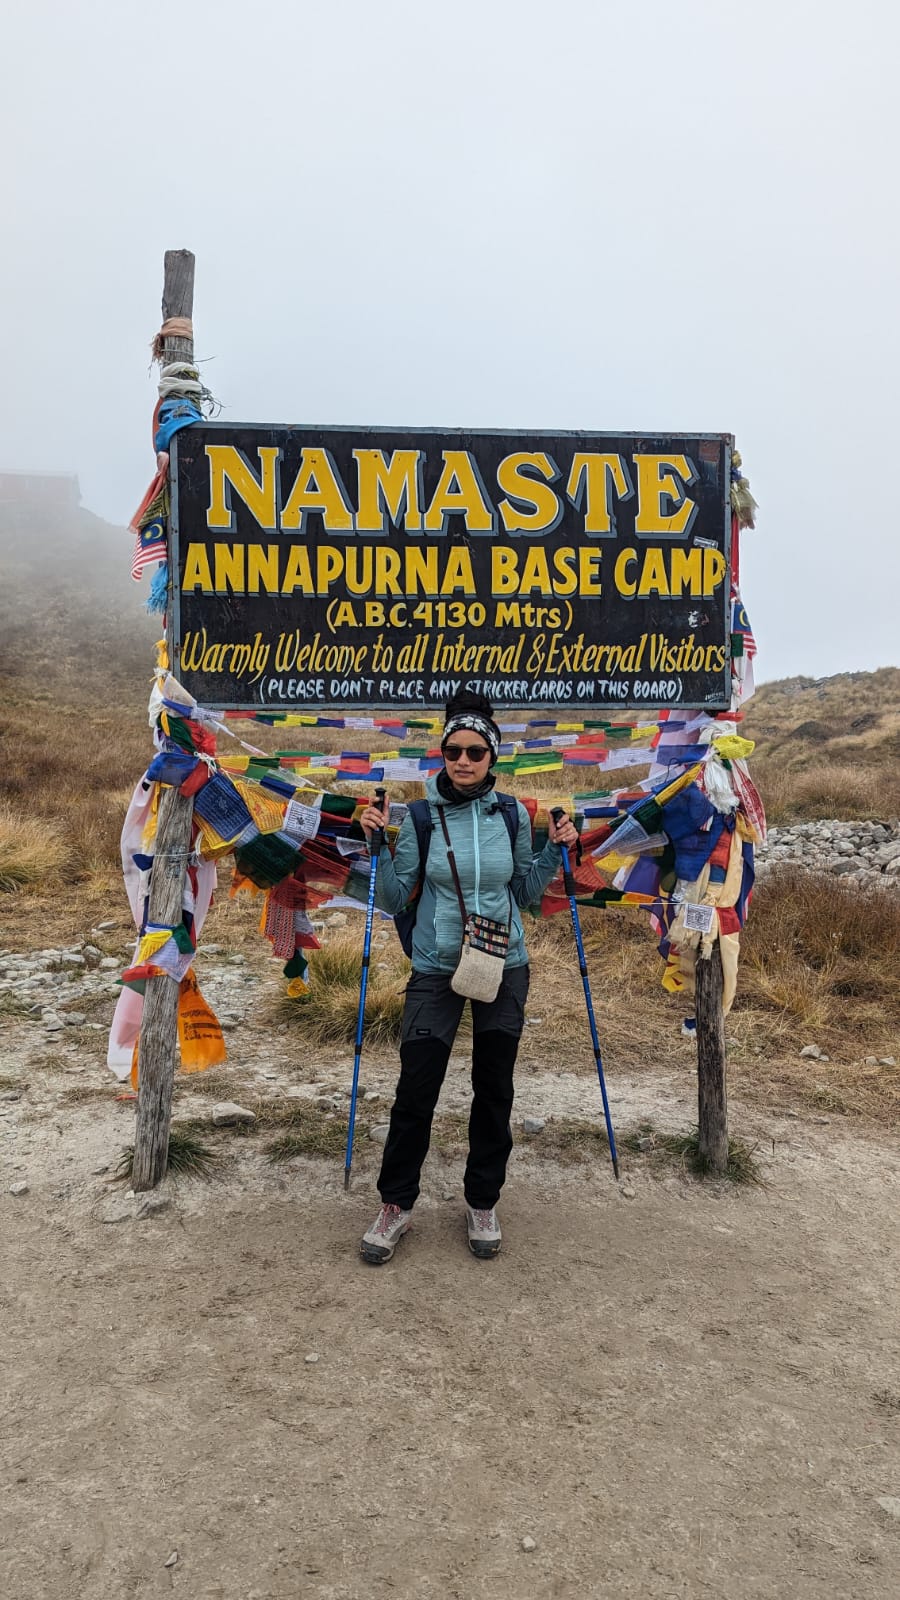 NAMASTE
ANNAPURNA BASE CAMP
(A.B.C.4130 Mtrs)
Warmly Welcome to all Internal & External Visitors
(PLEASE DON'T PLACE ANY STRICKER,CARDS ON THIS BOARD)